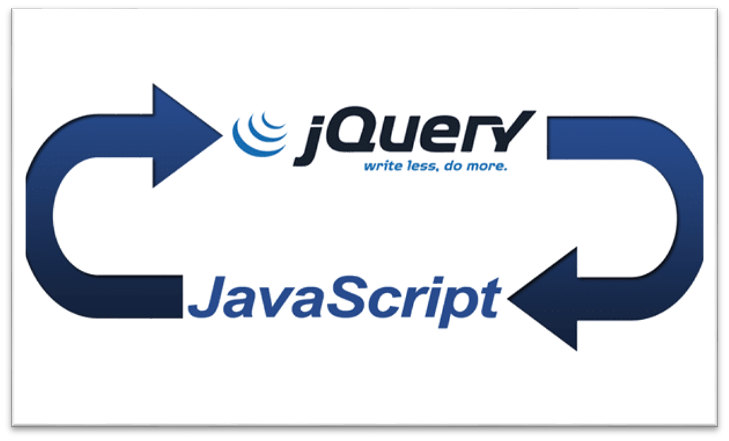 jQuery
write less, do more.
JavaScript